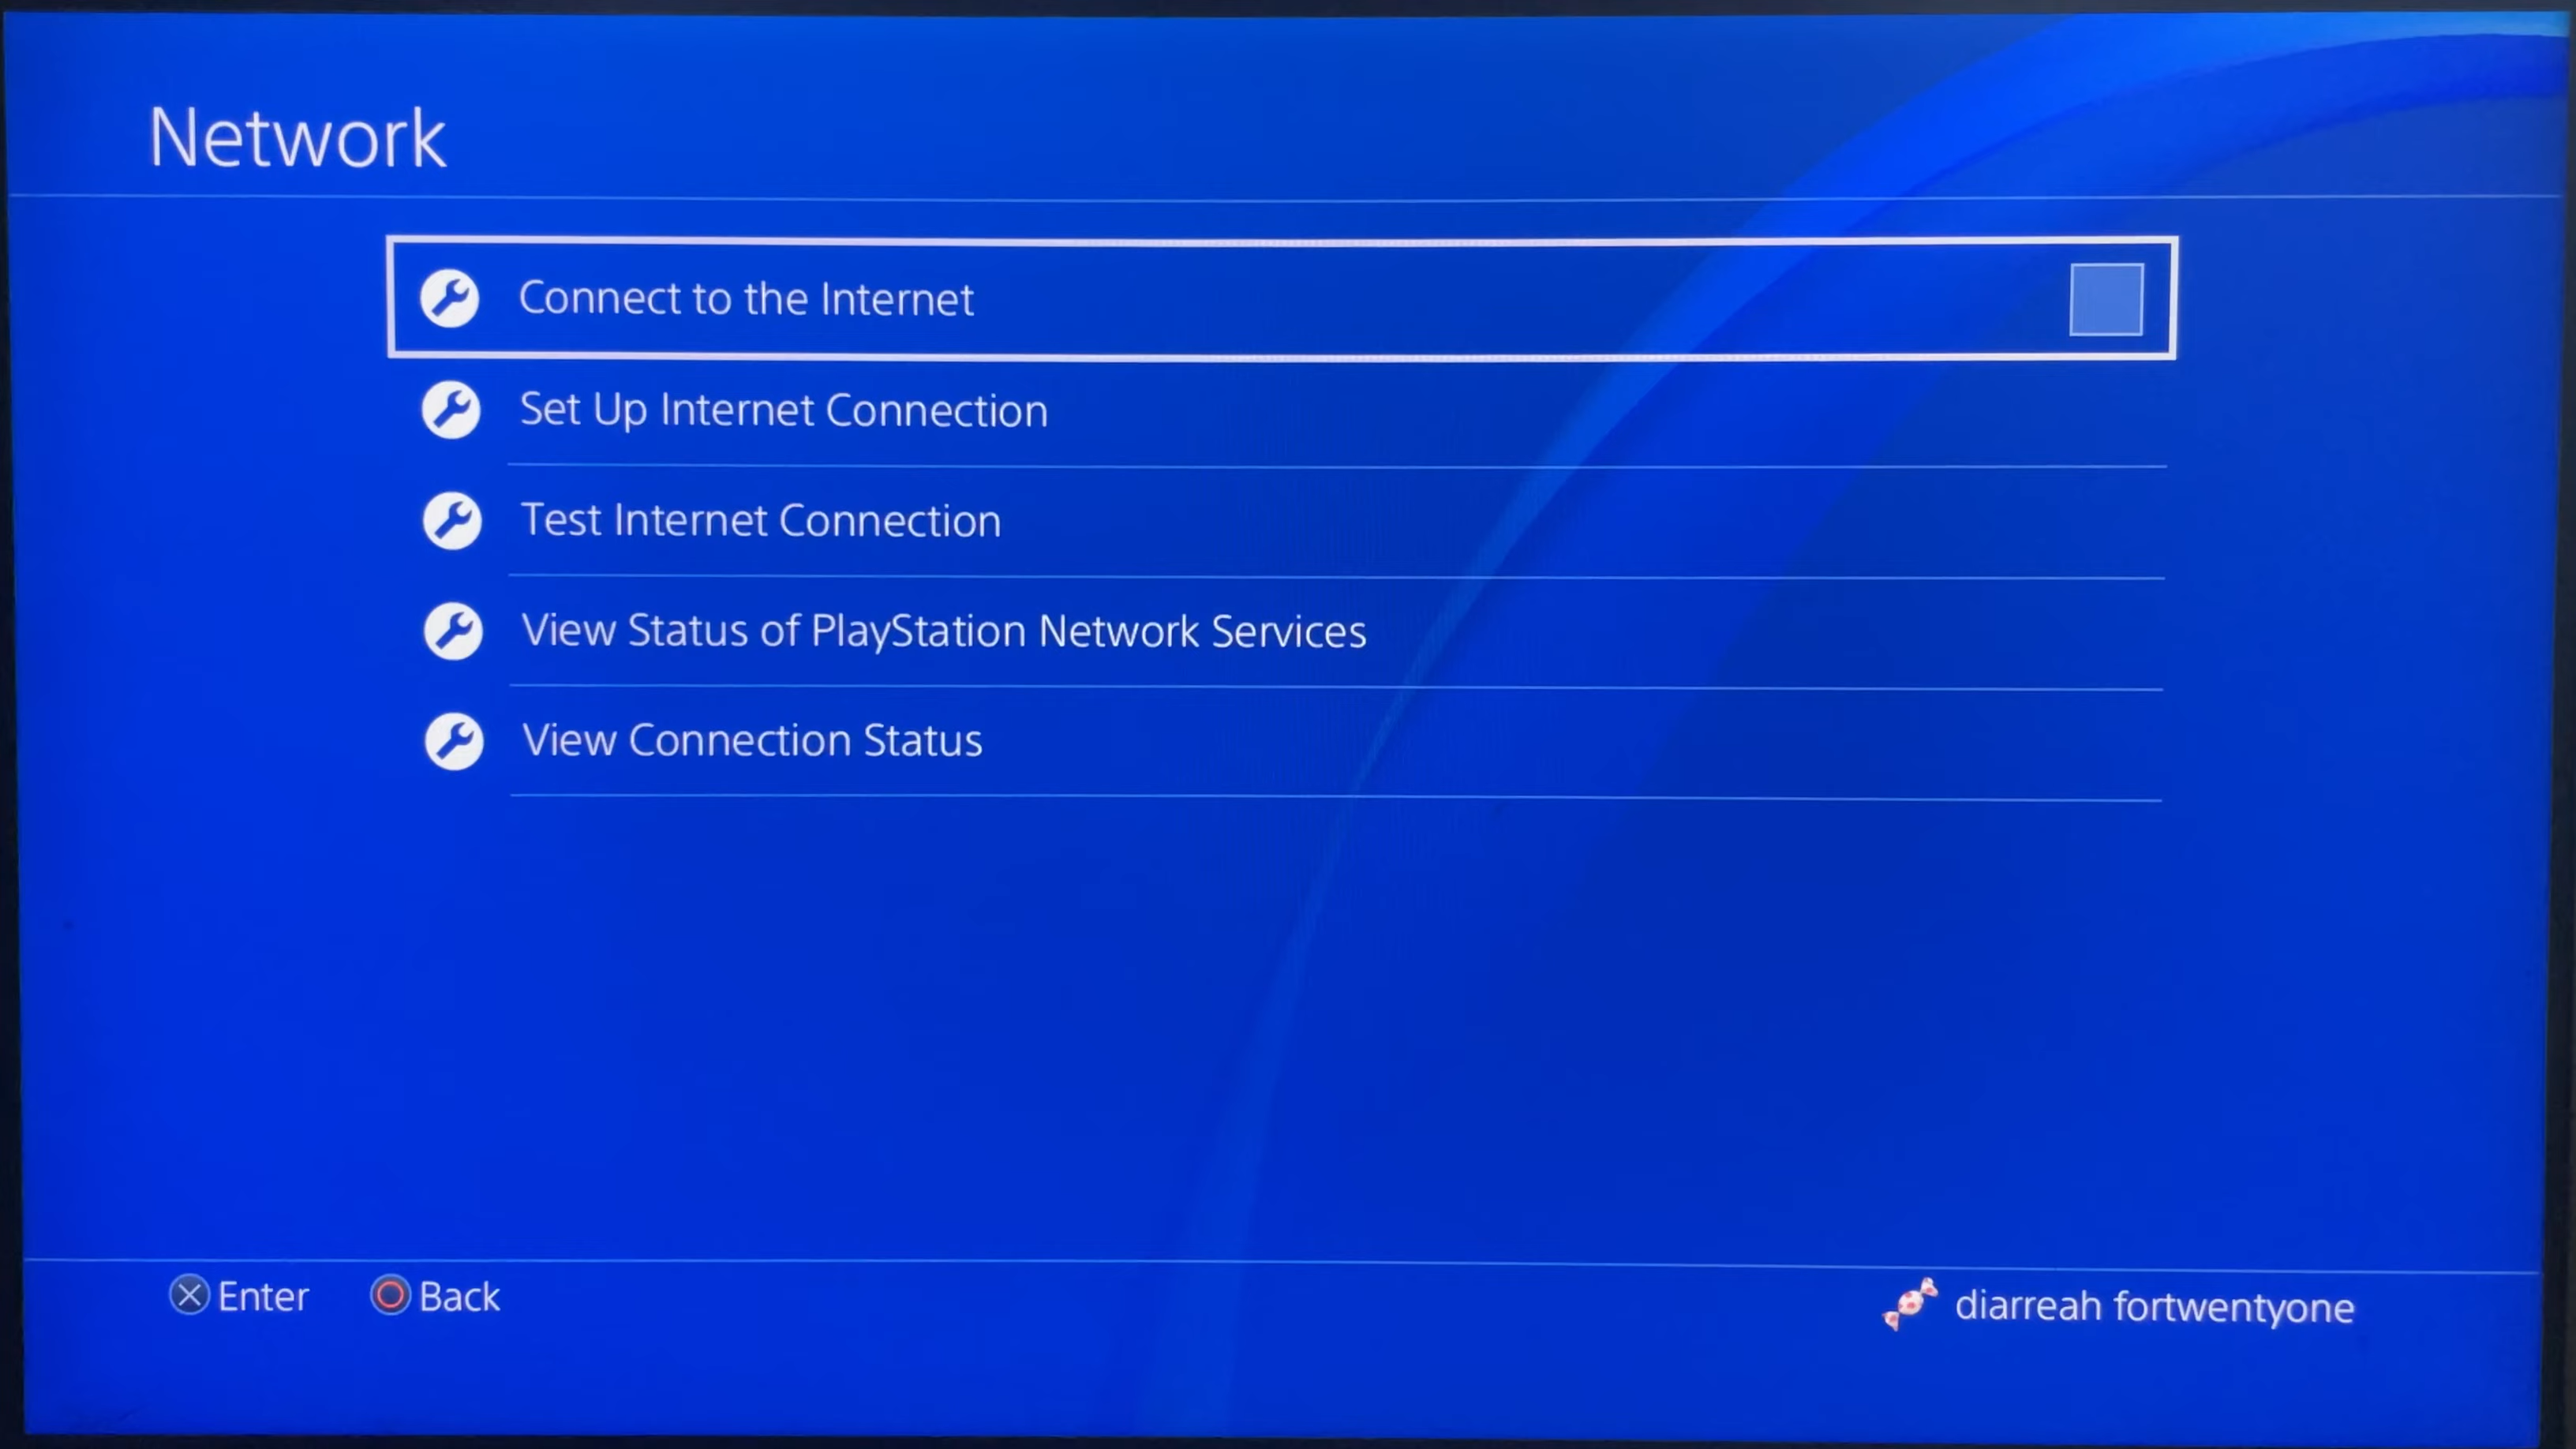 Network
Connect to the Internet
Set Up Internet Connection
Test Internet Connection
View Status of PlayStation Network Services
View Connection Status
Enter Back
diarreah fortwentyone